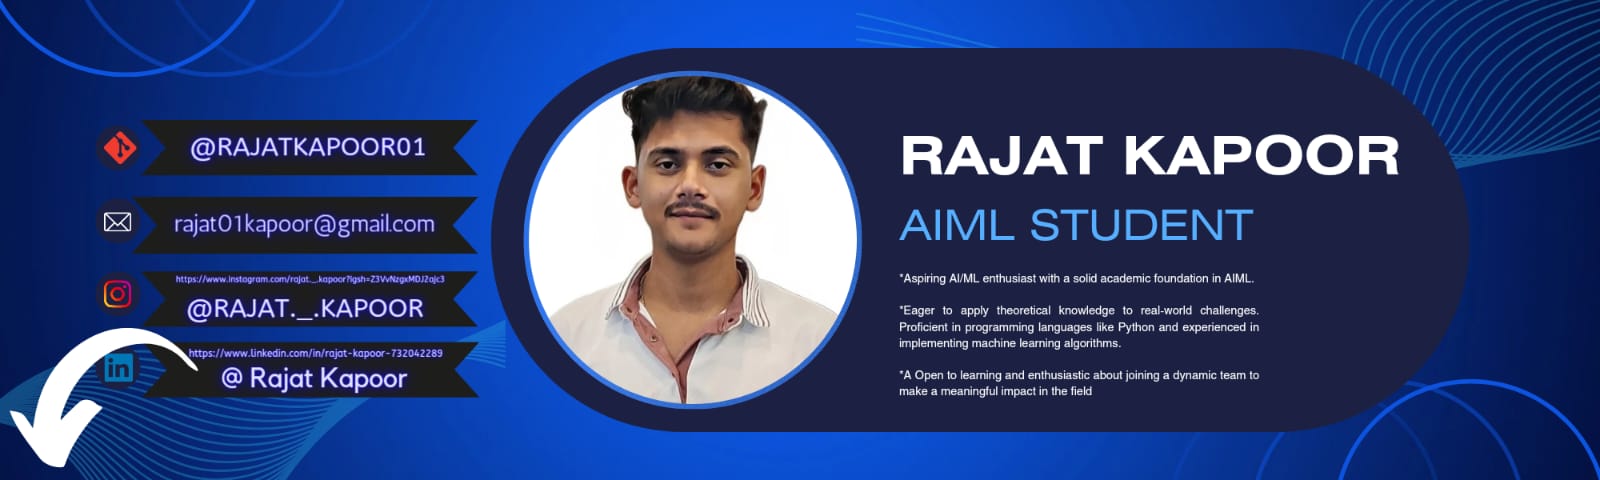 @RAJATKAPOOR01
rajat01kapoor@gmail.com
https://www.instagram.com/rajat._.kapoor?igsh=Z3VvNzgxMDJ2ajc3
@RAJAT._.KAPOOR
https://www.linkedin.com/in/rajat-kapoor-732042289
@ Rajat Kapoor
in
RAJAT KAPOOR
AIML STUDENT
*Aspiring AI/ML enthusiast with a solid academic foundation in AIML.
*Eager to apply theoretical knowledge to real-world challenges.
Proficient in programming languages like Python and experienced in
implementing machine learning algorithms.
*A Open to learning and enthusiastic about joining a dynamic team to
make a meaningful impact in the field